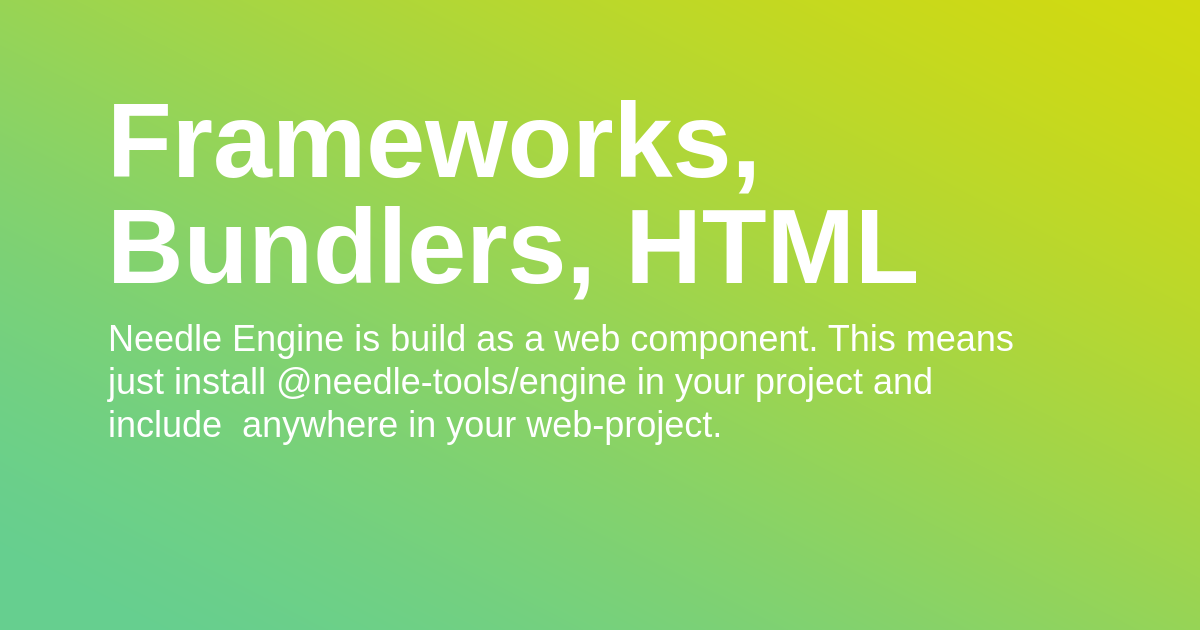 Frameworks,
Bundlers, HTML
Needle Engine is build as a web component. This means
just install @needle-tools/engine in your project and
include  anywhere in your web-project.